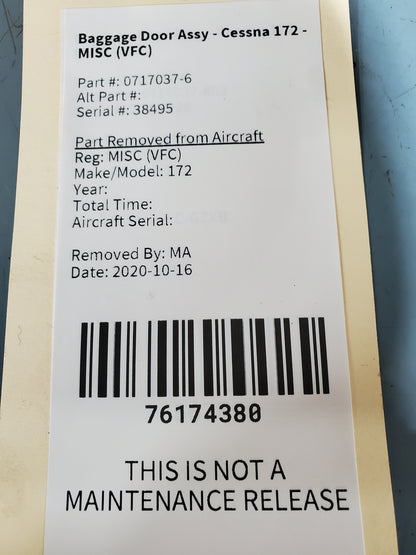 Baggage Door Assy - Cessna 172 -
MISC (VFC)
Part #: 0717037-6
Alt Part #:
Serial #: 38495
Part Removed from Aircraft
Reg: MISC (VFC)
Make/Model: 172
Year:
Total Time:
Aircraft Serial:
Removed By: MA
Date: 2020-10-16
76174380
THIS IS NOT A
MAINTENANCE RELEASE